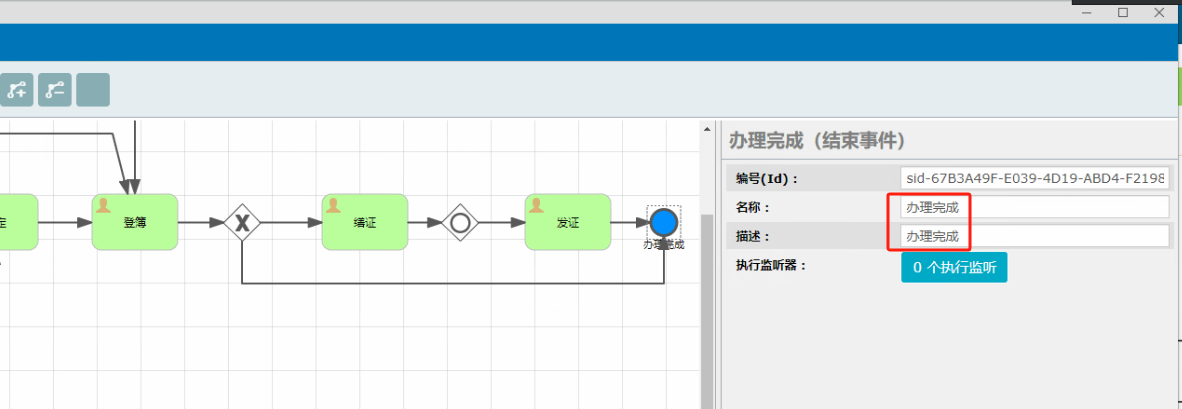 办理完成（结束事件）
编号(Id)：
sid-67B3A49F-E039-4D19-ABD4-F2198
名称：
办理完成
描述：
办理完成
执行监听器：
0 个执行监听
登簿
X
缮证
发证
办理完成